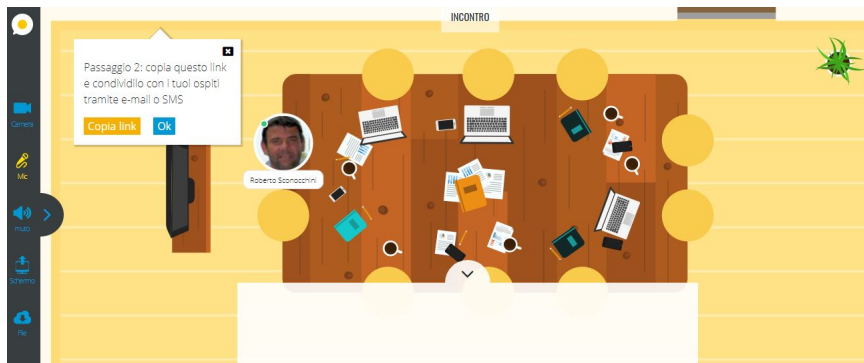 INCONTRO
Passaggio 2: copia questo link
e condividilo con i tuoi ospiti
tramite e-mail o SMS
Copia link Ok
Camera
Mic
muto
Schermo
File
Roberto Sconocchini